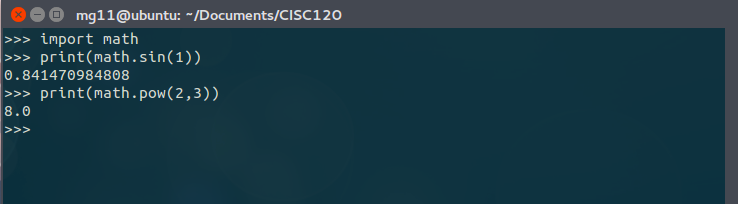 mg11@ubuntu: ~/Documents/CISC120
>>> import math
>>> print(math.sin(1))
0.841470984808
>>> print(math.pow(2,3))
8.0
>>>